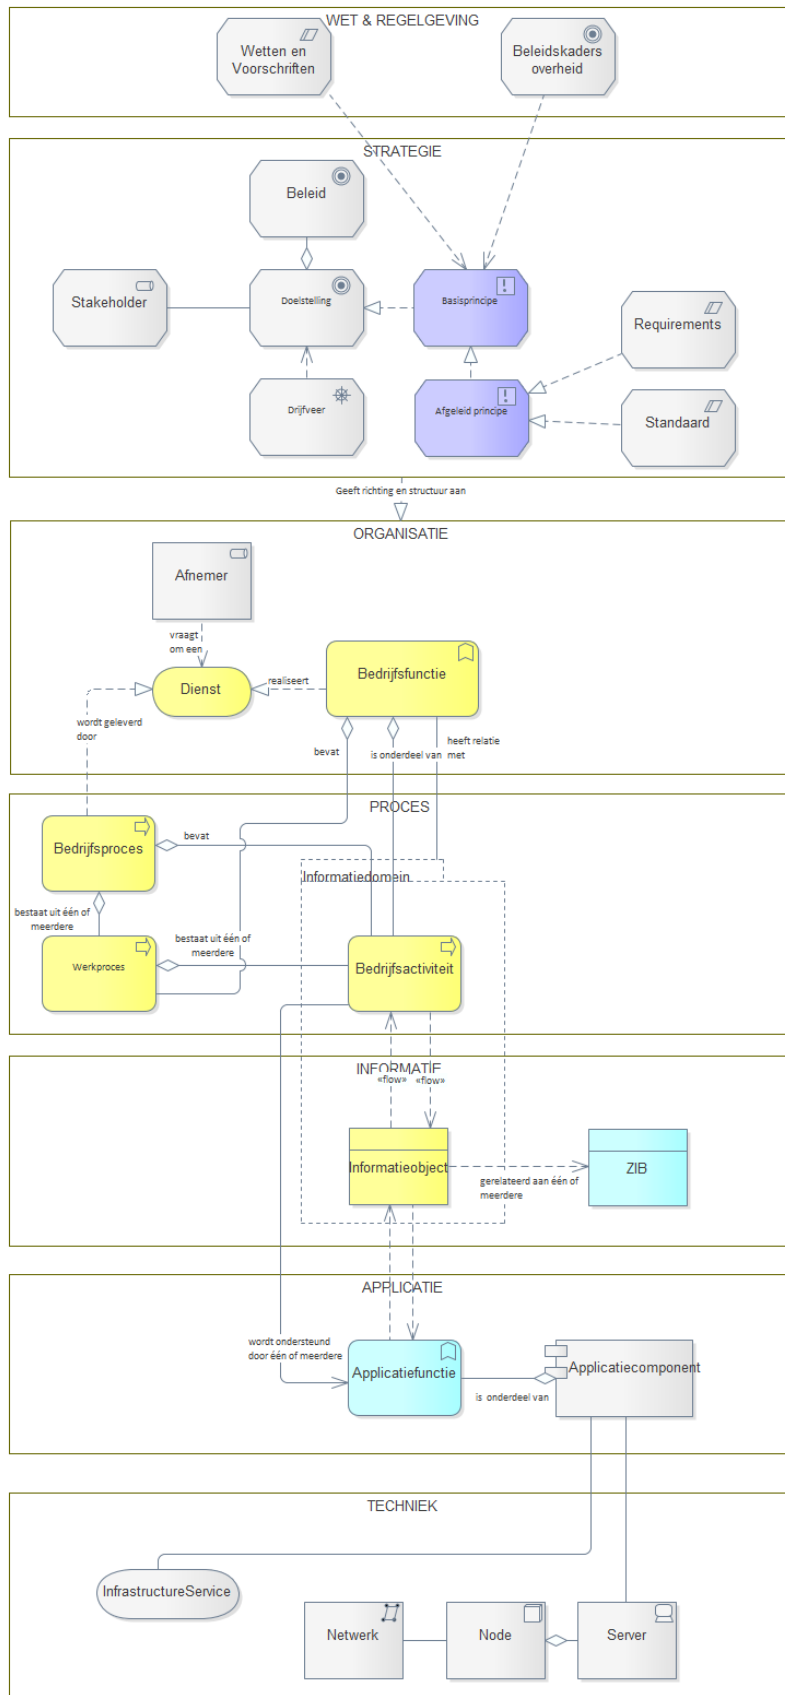 WET & REGELGEVING
Wetten en
Voorschriften
Beleidskaders
overheid
STRATEGIE
Beleid
Stakeholder
Doelstelling
Basisprincipe
Requirements
Drijfveer
Afgeleid principe
Standaard
Geeft richting en structuur aan
ORGANISATIE
Afnemer
vraagt
om een
Dienst
realiseert
Bedrijfsfunctie
wordt geleverd
door
bevat
is onderdeel van
heeft relatie
met
PROCES
Bedrijfsproces
bevat
Informatiedomein
bestaat uit één of
meerdere
Werkproces
bestaat uit één of
meerdere
Bedrijfsactiviteit
INFORMATIE
«flow»
«flow»
Informatieobject
gerelateerd aan één of
meerdere
ZIB
APPLICATIE
wordt ondersteund
door één of meerdere
Applicatiefunctie
is onderdeel van
Applicatiecomponent
TECHNIEK
InfrastructureService
Netwerk
Node
Server